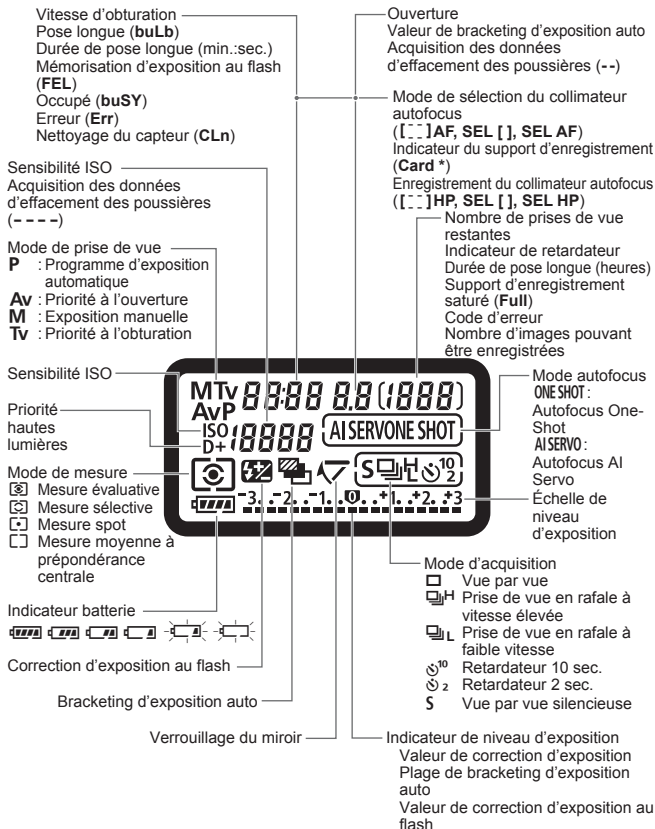 Vitesse d’obturation
Pose longue (buLb)
Durée de pose longue (min.:sec.)
Mémorisation d’exposition au flash
(FEL)
Occupé (buSY)
Erreur (Err)
Nettoyage du capteur (CLn)
Ouverture
Valeur de bracketing d’exposition auto
Acquisition des données
d’effacement des poussières (--)
Mode de sélection du collimateur
autofocus
([ ] AF, SEL [ ], SEL AF)
Indicateur du support d’enregistrement
(Card *)
Enregistrement du collimateur autofocus
([ ] HP, SEL [ ], SEL HP)
Sensibilité ISO
Acquisition des données
d’effacement des poussières
(----)
Nombre de prises de vue
restantes
Indicateur de retardateur
Durée de pose longue (heures)
Support d’enregistrement
saturé (Full)
Code d’erreur
Nombre d’images pouvant
être enregistrées
Mode de prise de vue
P : Programme d’exposition
automatique
Av : Priorité à l’ouverture
M : Exposition manuelle
Tv : Priorité à l’obturation
Sensibilité ISO
Priorité
hautes
lumières
MTv 88:88 8.8 (1888)
AvP
ISO
D+ 18888 AI SERVONE SHOT
S H 10 2
-3..-2..-1..0..+1..+2..+3
Mode autofocus
ONE SHOT :
Autofocus One-
Shot
AI SERVO :
Autofocus AI
Servo
Échelle de
niveau
d’exposition
Mode de mesure
Mesure évaluative
Mesure sélective
Mesure spot
Mesure moyenne à
prépondérance
centrale
Mode d’acquisition
Vue par vue
H Prise de vue en rafale à
vitesse élevée
L Prise de vue en rafale à
faible vitesse
10 Retardateur 10 sec.
2 Retardateur 2 sec.
S Vue par vue silencieuse
Indicateur batterie
Correction d’exposition au flash
Bracketing d’exposition auto
Verrouillage du miroir
Indicateur de niveau d’exposition
Valeur de correction d’exposition
Plage de bracketing d’exposition
auto
Valeur de correction d’exposition au
flash